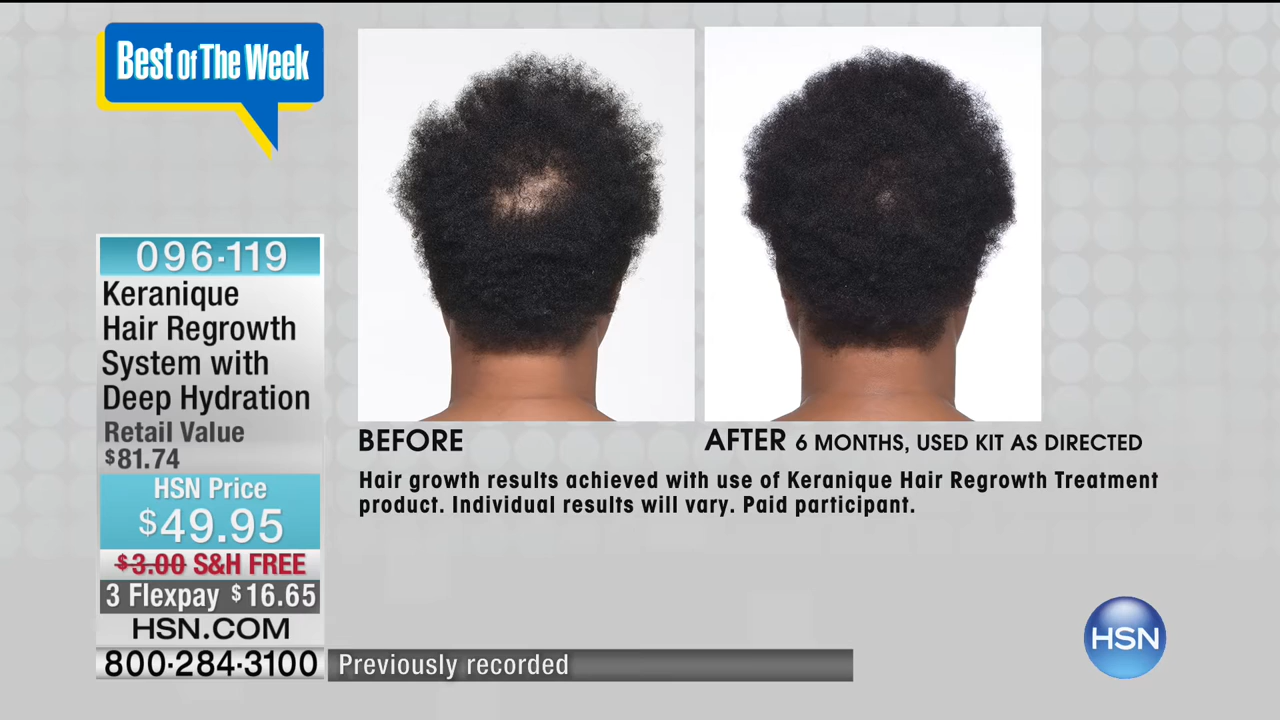 Best of The Week
096-119
Keranique
Hair Regrowth
System with
Deep Hydration
Retail Value
$81.74
HSN Price
$49.95
$3.00 S&H FREE
3 Flexpay $16.65
HSN.COM
800-284-3100
BEFORE
AFTER 6 MONTHS, USED KIT AS DIRECTED
Hair growth results achieved with use of Keranique Hair Regrowth Treatment
product. Individual results will vary. Paid participant.
Previously recorded
HSN